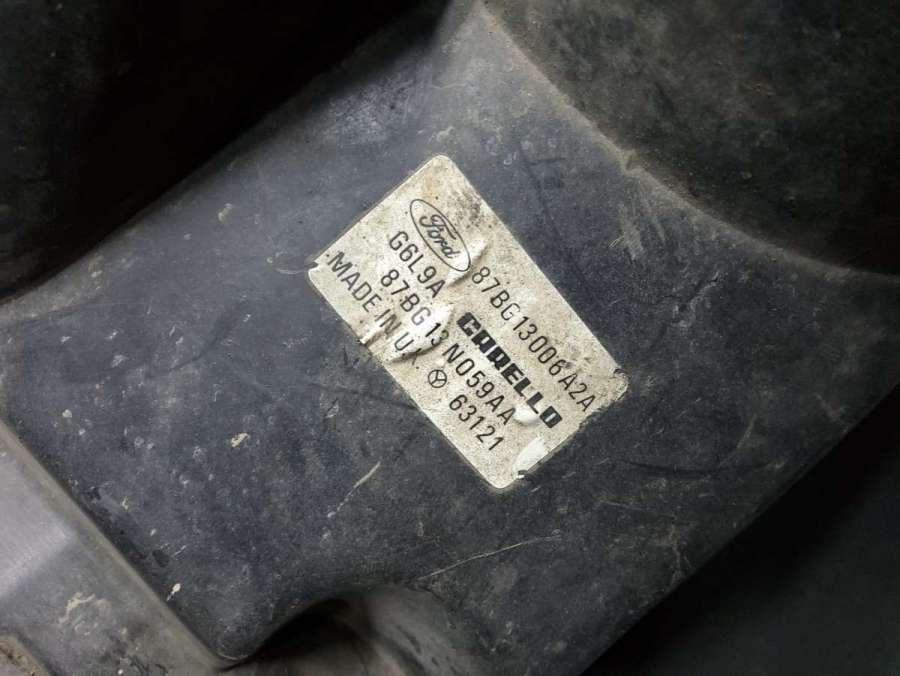 Ford 87BG13006A2A
G6L9A CARELLO
87BG13N059AA
MADE IN U.K. 63121